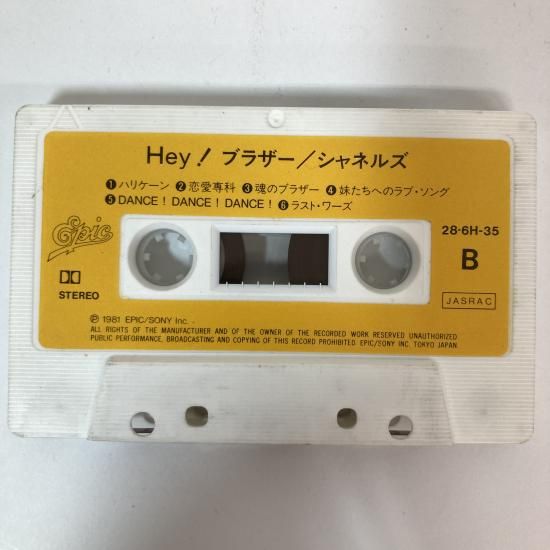 Hey! ブラザー/シャネルズ
❶ハリケーン ❷恋愛専科 ❸魂のブラザー ❹妹たちへのラブ・ソング
❺DANCE! DANCE! DANCE! ❻ラスト・ワーズ
Epic
28・6H-35
B
STEREO
JASRAC
Ⓟ 1981 EPIC/SONY Inc.
ALL RIGHTS OF THE MANUFACTURER AND OF THE OWNER OF THE RECORDED WORK RESERVED UNAUTHORIZED
PUBLIC PERFORMANCE, BROADCASTING AND COPYING OF THIS RECORD PROHIBITED. EPIC/SONY INC. TOKYO JAPAN.